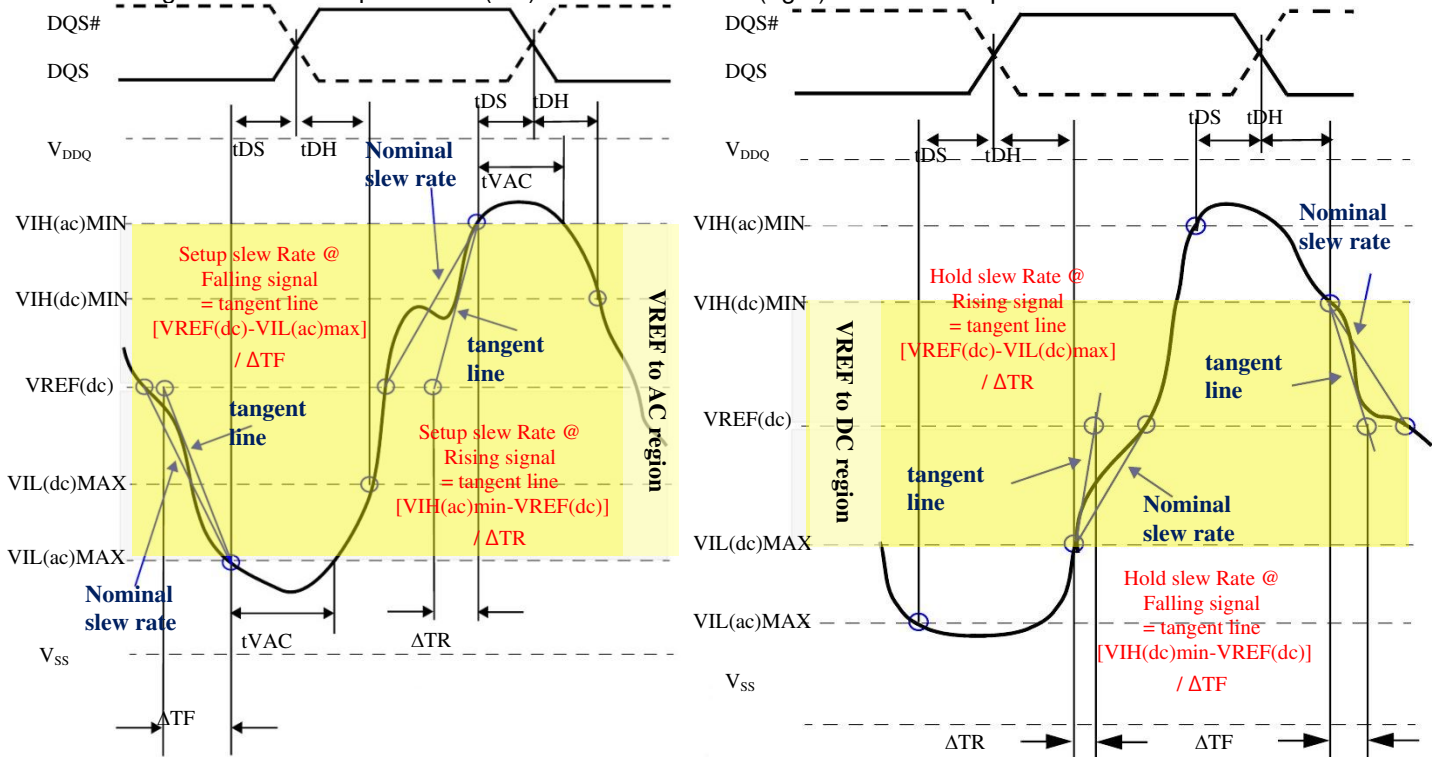 DQS#
DQS
tDS
tDH
tDS
tDH
VDDQ
Nominal
slew rate
tVAC
VIH(ac)MIN
Setup slew Rate @
Falling signal
= tangent line
[VREF(dc)-VIL(ac)max]
/ ΔTF
VIH(dc)MIN
tangent
line
VREF to AC region
VREF(dc)
tangent
line
Setup slew Rate @
Rising signal
= tangent line
[VIH(ac)min-VREF(dc)]
/ ΔTR
VIL(dc)MAX
VIL(ac)MAX
Nominal
slew rate
tVAC
ΔTR
VSS
ΔTF
DQS#
DQS
tDS
tDH
tDS
tDH
VDDQ
VIH(ac)MIN
Nominal
slew rate
Hold slew Rate @
Rising signal
= tangent line
[VREF(dc)-VIL(dc)max]
/ ΔTR
VIH(dc)MIN
VREF to DC region
tangent
line
VREF(dc)
tangent
line
Nominal
slew rate
VIL(dc)MAX
Hold slew Rate @
Falling signal
= tangent line
[VIH(dc)min-VREF(dc)]
/ ΔTF
VIL(ac)MAX
VSS
ΔTR
ΔTF